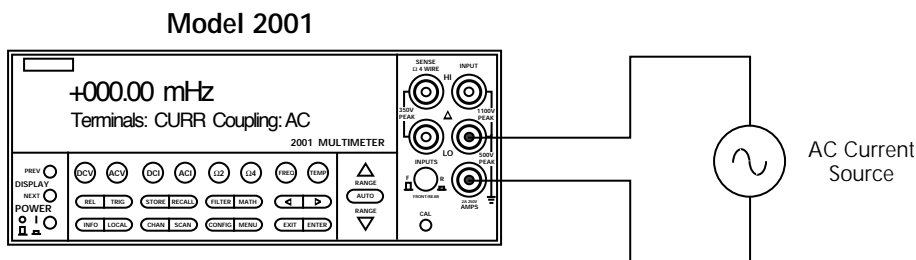 Model 2001
+000.00 mHz
Terminals: CURR Coupling: AC
2001 MULTIMETER
SENSE
Ω 4 WIRE
INPUT
HI
350V
PEAK
1100V
PEAK
LO
INPUTS
500V
PEAK
F
R
FRONT/REAR
2A 250V
AMPS
CAL
PREV
DISPLAY
NEXT
POWER
O I
DCV ACV DCI ACI Ω2 Ω4 FREQ TEMP
REL TRIG STORE RECALL FILTER MATH
INFO LOCAL CHAN SCAN CONFIG MENU EXIT ENTER
RANGE
AUTO
RANGE
AC Current
Source